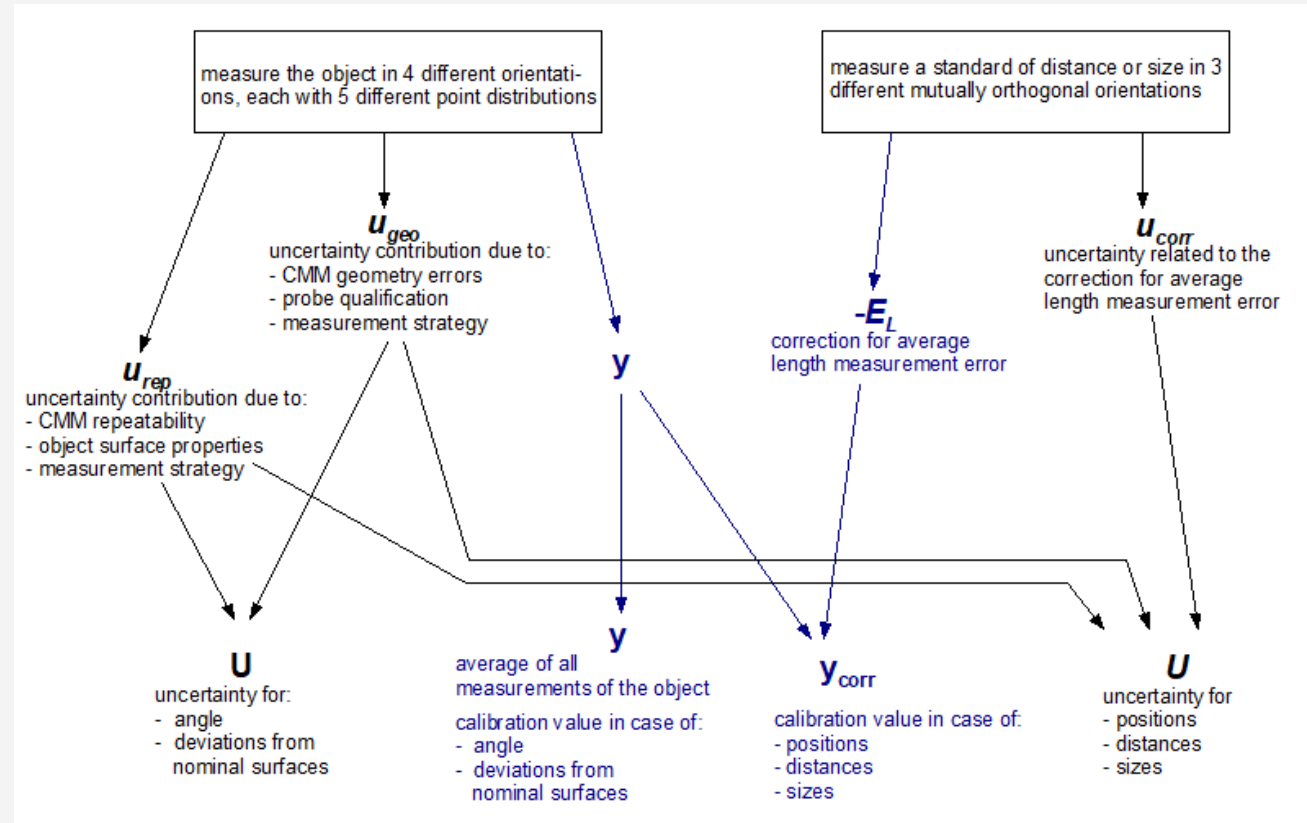 measure the object in 4 different orientati-
ons, each with 5 different point distributions
measure a standard of distance or size in 3
different mutually orthogonal orientations
u_geo
uncertainty contribution due to:
- CMM geometry errors
- probe qualification
- measurement strategy
u_corr
uncertainty related to the
correction for average
length measurement error
-E_L
correction for average
length measurement error
y
u_rep
uncertainty contribution due to:
- CMM repeatability
- object surface properties
- measurement strategy
U
uncertainty for:
- angle
- deviations from
nominal surfaces
y
average of all
measurements of the object
calibration value in case of:
- angle
- deviations from
nominal surfaces
y_corr
calibration value in case of:
- positions
- distances
- sizes
U
uncertainty for
- positions
- distances
- sizes